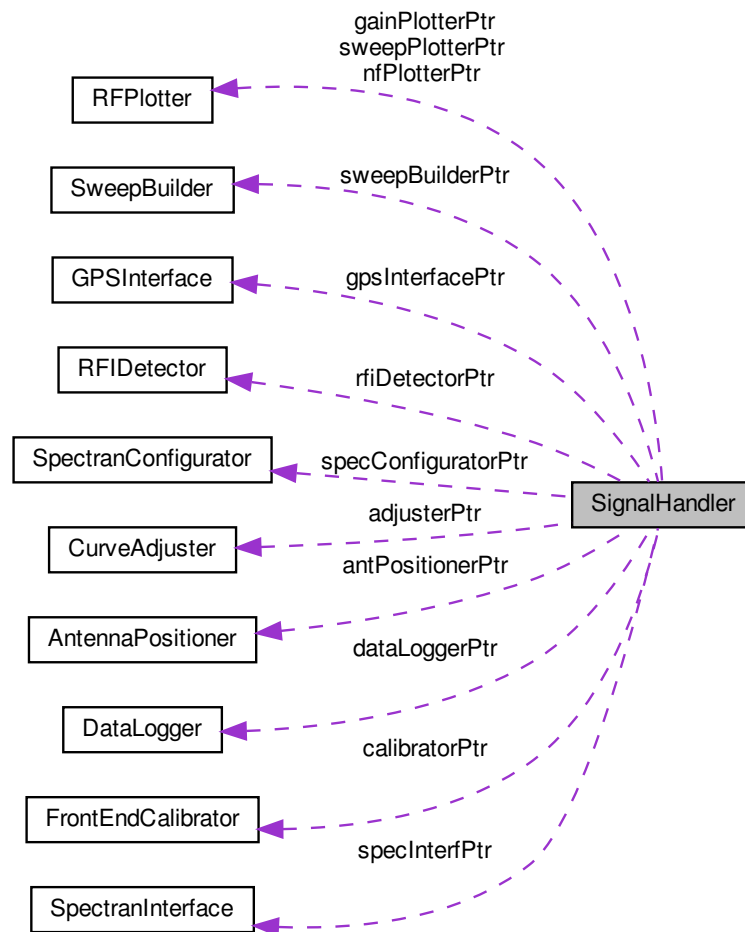 gainPlotterPtr
sweepPlotterPtr
nfPlotterPtr
RFPlotter
SweepBuilder
sweepBuilderPtr
GPSInterface
gpsInterfacePtr
RFIDetector
rfiDetectorPtr
SpectranConfigurator
specConfiguratorPtr
SignalHandler
adjusterPtr
CurveAdjuster
antPositionerPtr
AntennaPositioner
dataLoggerPtr
DataLogger
calibratorPtr
FrontEndCalibrator
specInterfPtr
SpectranInterface